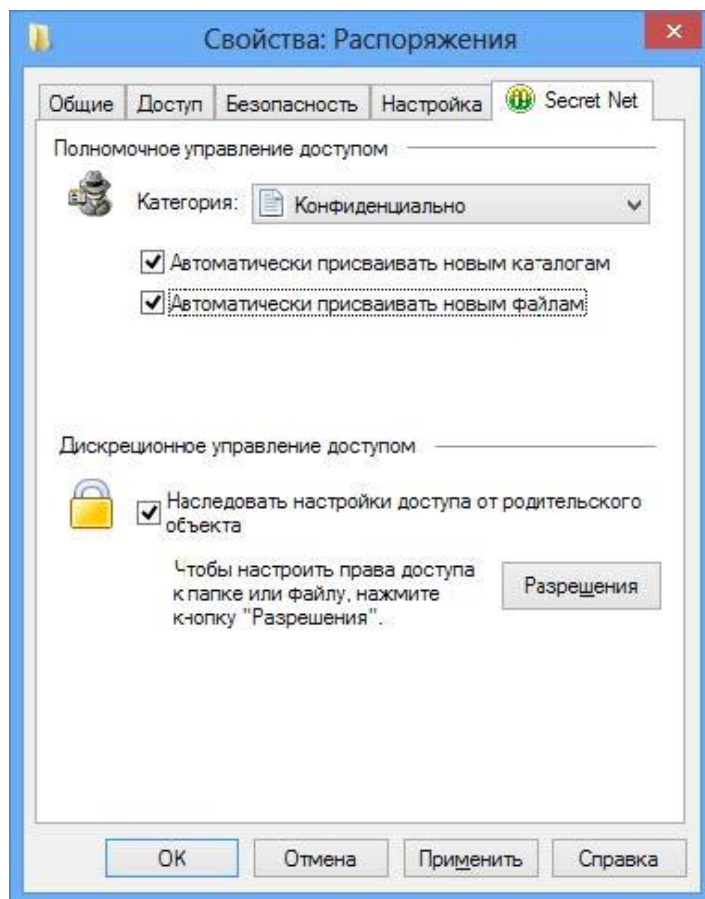 Свойства: Распоряжения
Общие Доступ Безопасность Настройка Secret Net
Полномочное управление доступом
Категория: Конфиденциально
Автоматически присваивать новым каталогам
Автоматически присваивать новым файлам
Дискреционное управление доступом
Наследовать настройки доступа от родительского
объекта
Чтобы настроить права доступа
к папке или файлу, нажмите
кнопку "Разрешения".
Разрешения
ОК Отмена Применить Справка